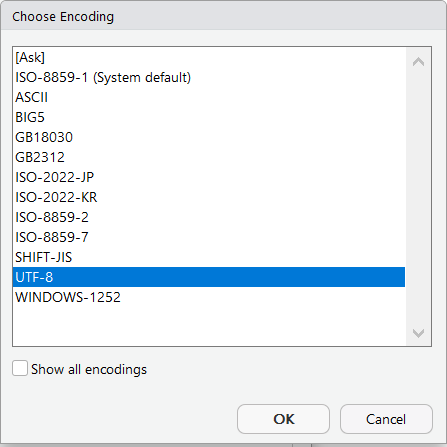 Choose Encoding
[Ask]
ISO-8859-1 (System default)
ASCII
BIG5
GB18030
GB2312
ISO-2022-JP
ISO-2022-KR
ISO-8859-2
ISO-8859-7
SHIFT-JIS
UTF-8
WINDOWS-1252
Show all encodings
OK
Cancel